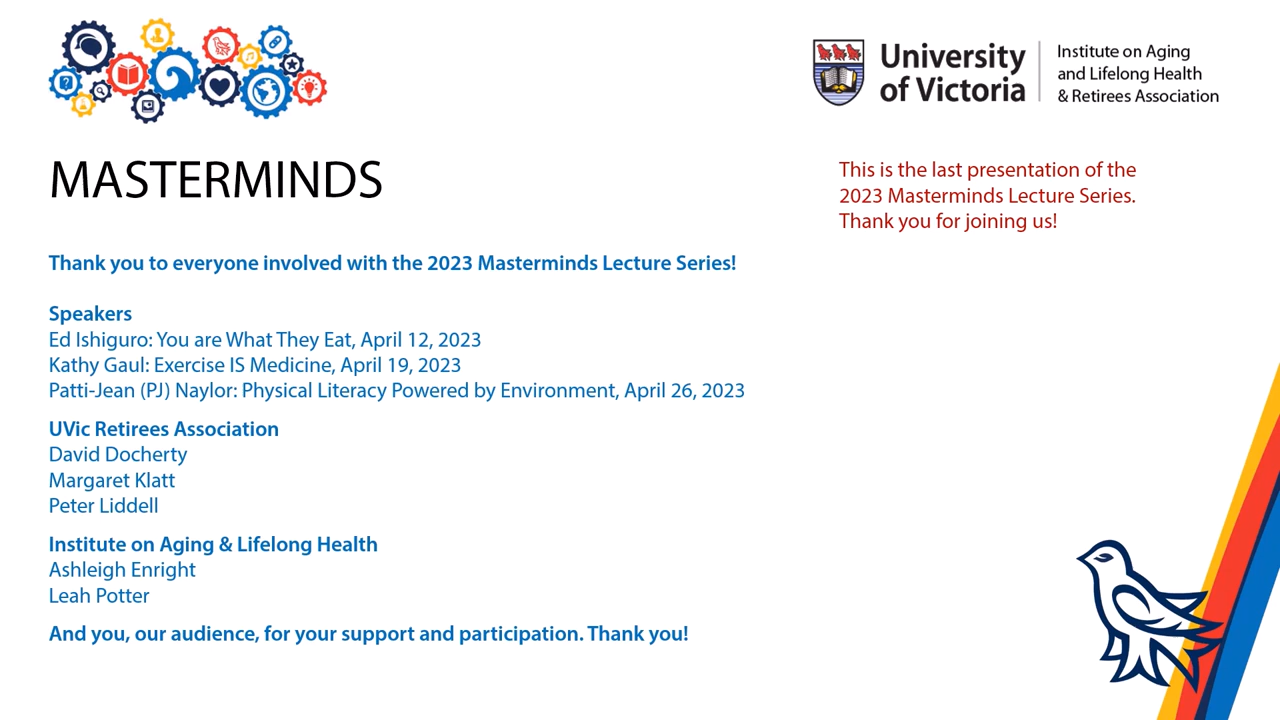 University
of Victoria
Institute on Aging
and Lifelong Health
& Retirees Association
MASTERMINDS
This is the last presentation of the
2023 Masterminds Lecture Series.
Thank you for joining us!
Thank you to everyone involved with the 2023 Masterminds Lecture Series!
Speakers
Ed Ishiguro: You are What They Eat, April 12, 2023
Kathy Gaul: Exercise IS Medicine, April 19, 2023
Patti-Jean (PJ) Naylor: Physical Literacy Powered by Environment, April 26, 2023
UVic Retirees Association
David Docherty
Margaret Klatt
Peter Liddell
Institute on Aging & Lifelong Health
Ashleigh Enright
Leah Potter
And you, our audience, for your support and participation. Thank you!